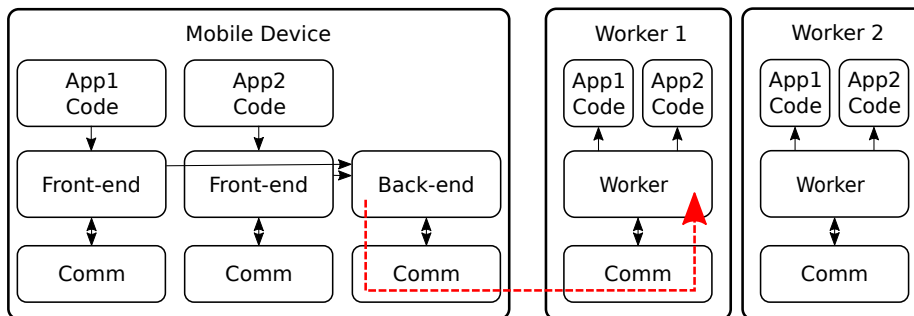 Mobile Device
App1
Code
App2
Code
Front-end
Front-end
Back-end
Comm
Comm
Comm
Worker 1
App1
Code
App2
Code
Worker
Comm
Worker 2
App1
Code
App2
Code
Worker
Comm